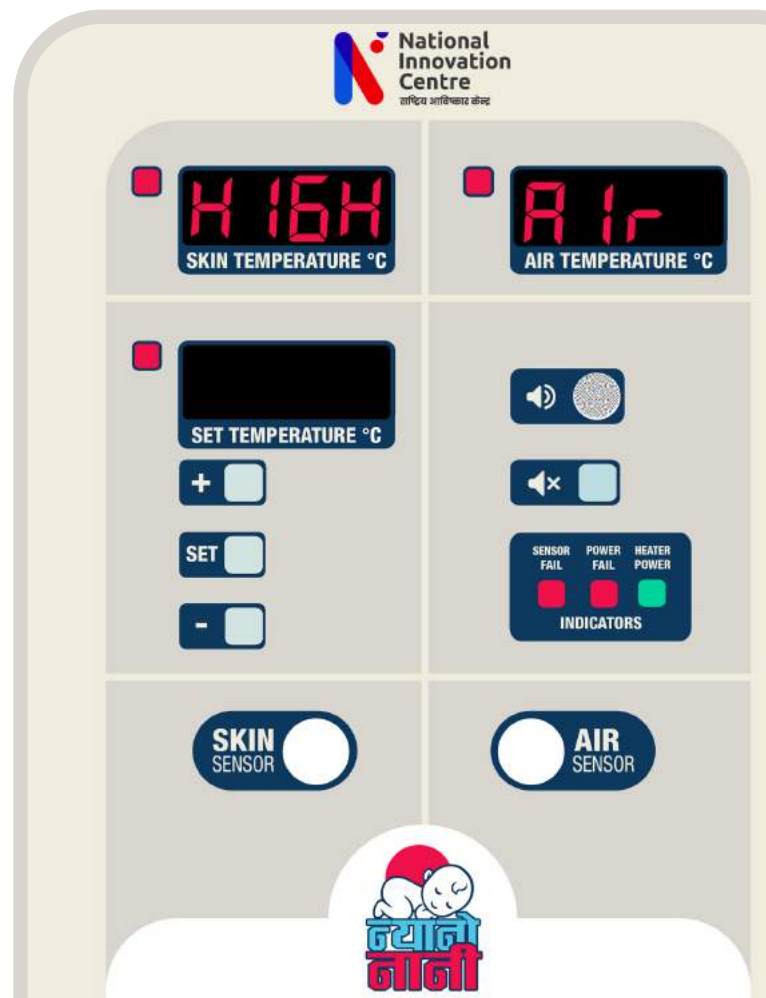 National
Innovation
Centre
राष्ट्रिय आविष्कार केन्द्र
H16H
A1r
SKIN TEMPERATURE °C
AIR TEMPERATURE °C
SET TEMPERATURE °C
+
SET
-
SENSOR FAIL
POWER FAIL
HEATER POWER
INDICATORS
SKIN SENSOR
AIR SENSOR
न्यानो
नानी